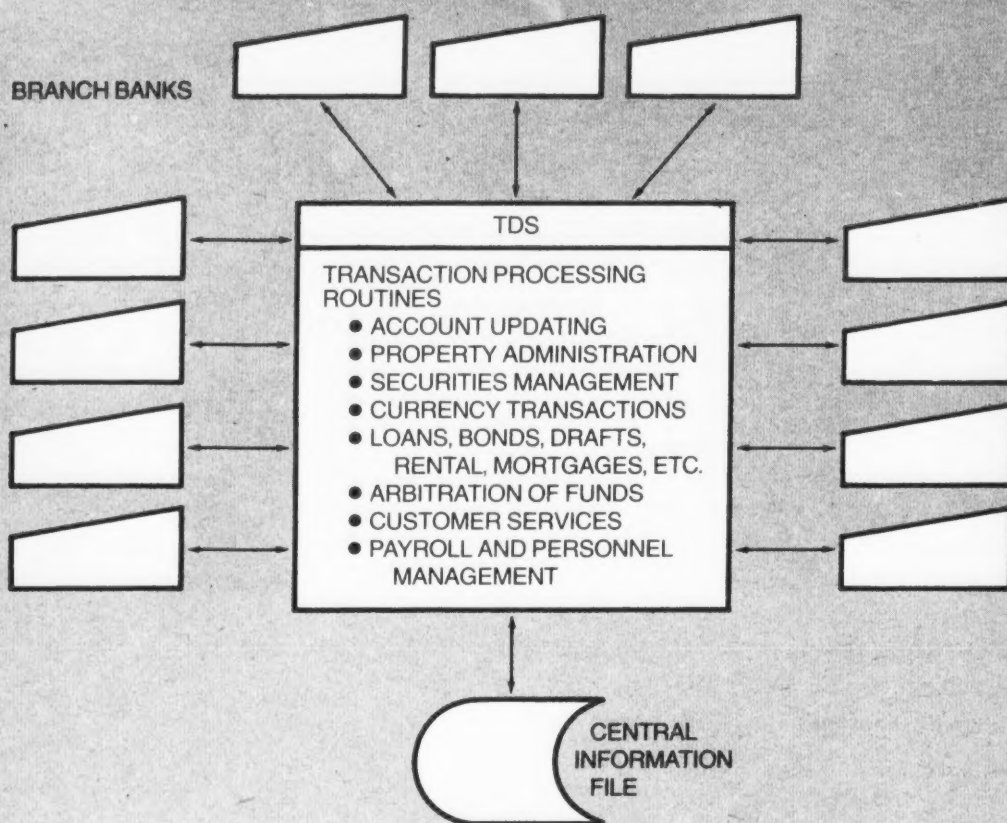 BRANCH BANKS
TDS
TRANSACTION PROCESSING
ROUTINES
● ACCOUNT UPDATING
● PROPERTY ADMINISTRATION
● SECURITIES MANAGEMENT
● CURRENCY TRANSACTIONS
● LOANS, BONDS, DRAFTS,
RENTAL, MORTGAGES, ETC.
● ARBITRATION OF FUNDS
● CUSTOMER SERVICES
● PAYROLL AND PERSONNEL
MANAGEMENT
CENTRAL
INFORMATION
FILE